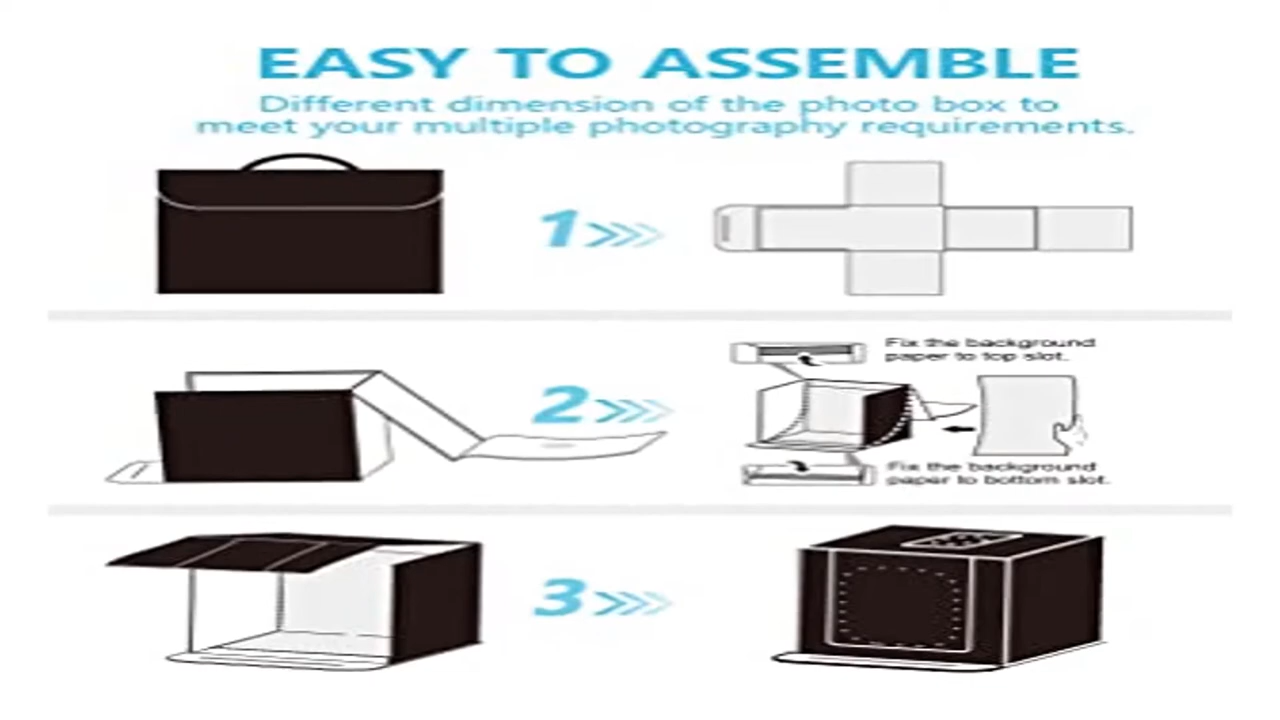 EASY TO ASSEMBLE
Different dimension of the photo box to
meet your multiple photography requirements.
1
Fix the background
paper to top slot.
2
Fix the background
paper to bottom slot.
3